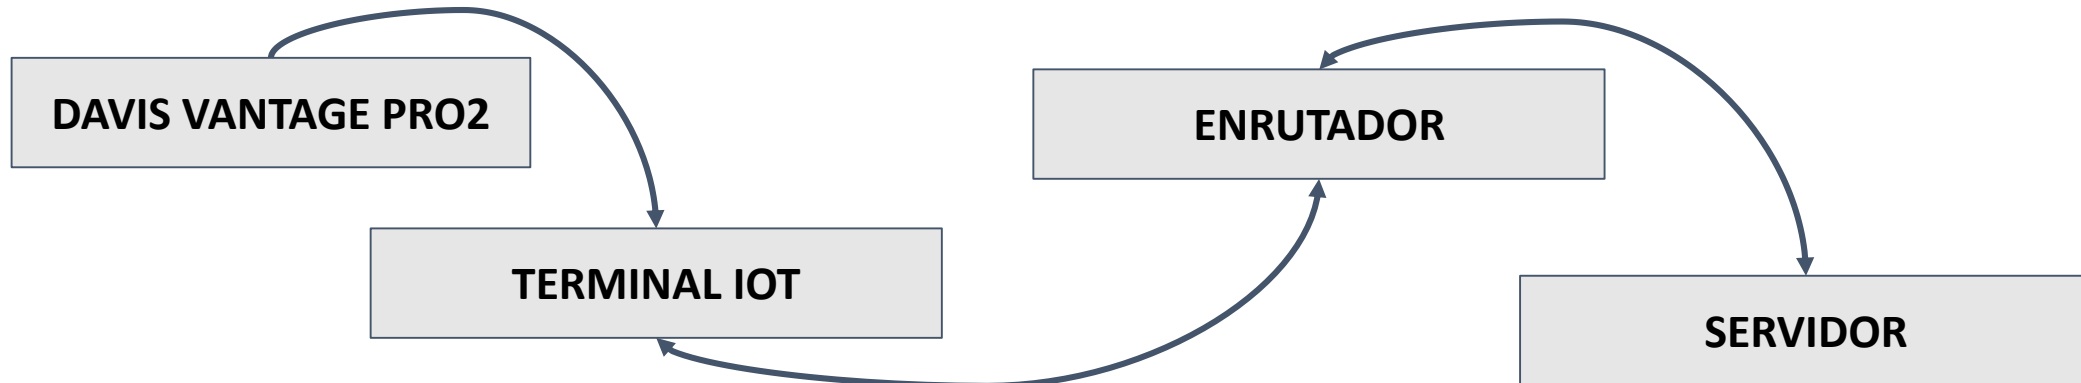 DAVIS VANTAGE PRO2
ENRUTADOR
TERMINAL IOT
SERVIDOR